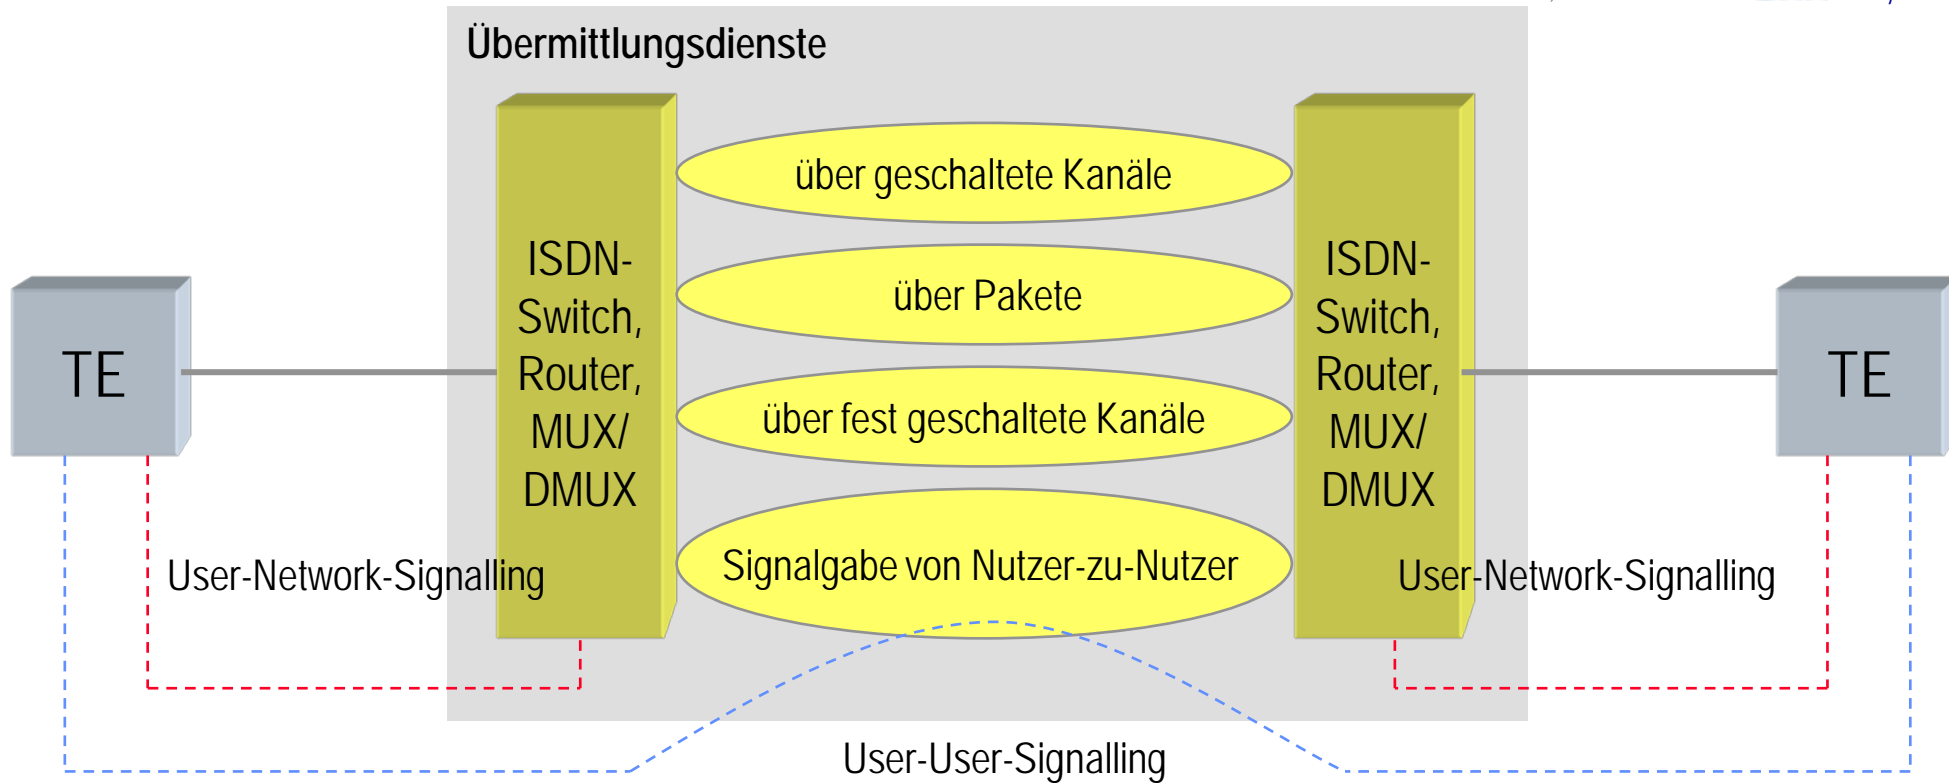 Übermittlungsdienste
über geschaltete Kanäle
über Pakete
über fest geschaltete Kanäle
Signalgabe von Nutzer-zu-Nutzer
TE
ISDN-
Switch,
Router,
MUX/
DMUX
ISDN-
Switch,
Router,
MUX/
DMUX
TE
User-Network-Signalling
User-Network-Signalling
User-User-Signalling